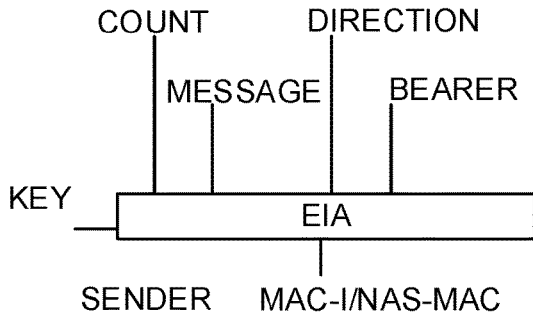 COUNT DIRECTION
MESSAGE BEARER
KEY
EIA
SENDER MAC-I/NAS-MAC